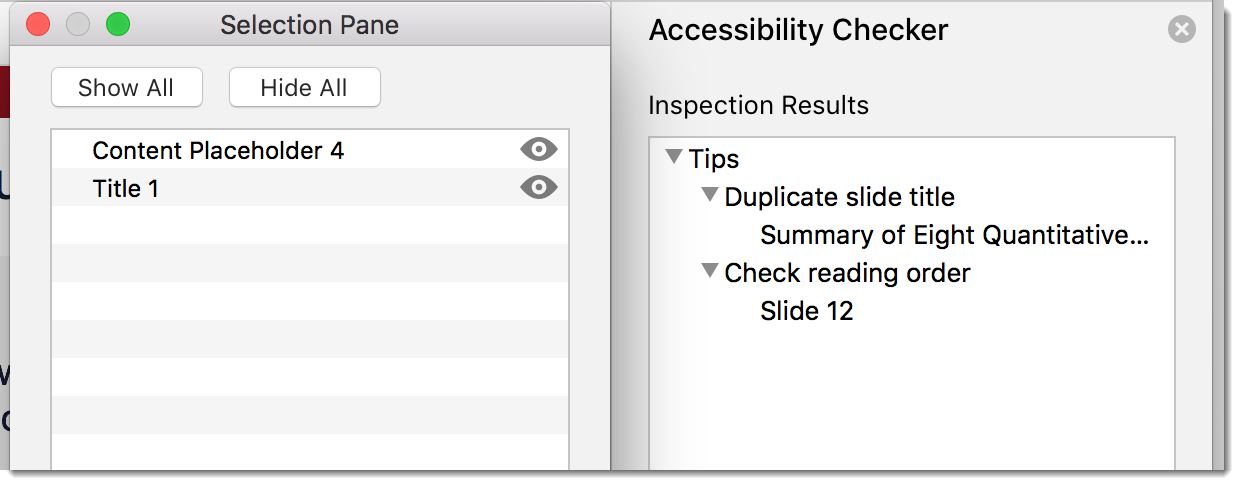 Selection Pane
Show All
Hide All
Content Placeholder 4
Title 1
Accessibility Checker
Inspection Results
Tips
Duplicate slide title
Summary of Eight Quantitative...
Check reading order
Slide 12